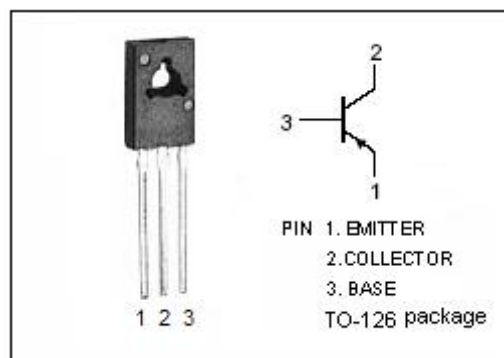 2
3
1
PIN 1. EMITTER
2.COLLECTOR
3. BASE
TO-126 package
1 2 3